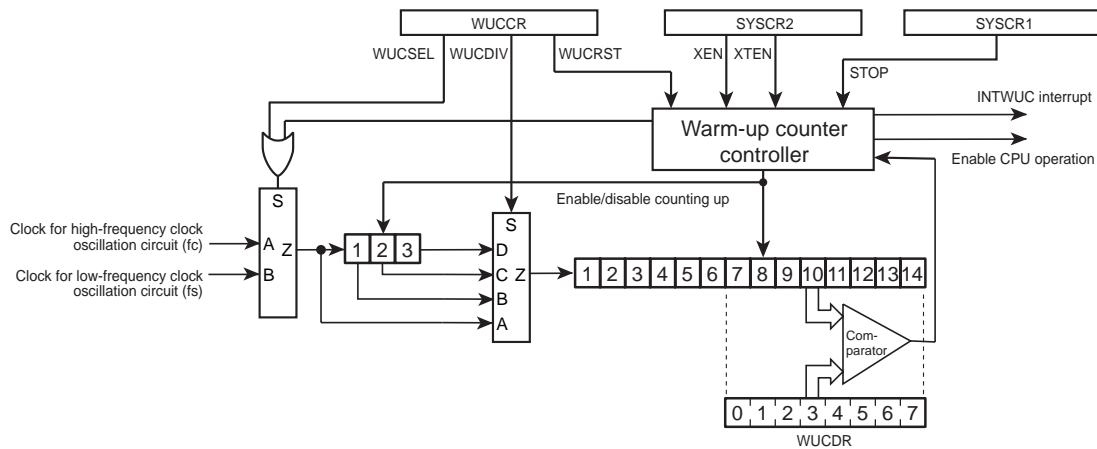 WUCCR
SYSCR2
SYSCR1
WUCSEL WUCDIV WUCRST
XEN XTEN
STOP
INTWUC interrupt
Warm-up counter
controller
Enable CPU operation
S
Enable/disable counting up
S
Clock for high-frequency clock
oscillation circuit (fc)
A
Z
1 2 3
D
Clock for low-frequency clock
oscillation circuit (fs)
B
C
Z
1 2 3 4 5 6 7 8 9 10 11 12 13 14
B
A
Com-
parator
0 1 2 3 4 5 6 7
WUCDR